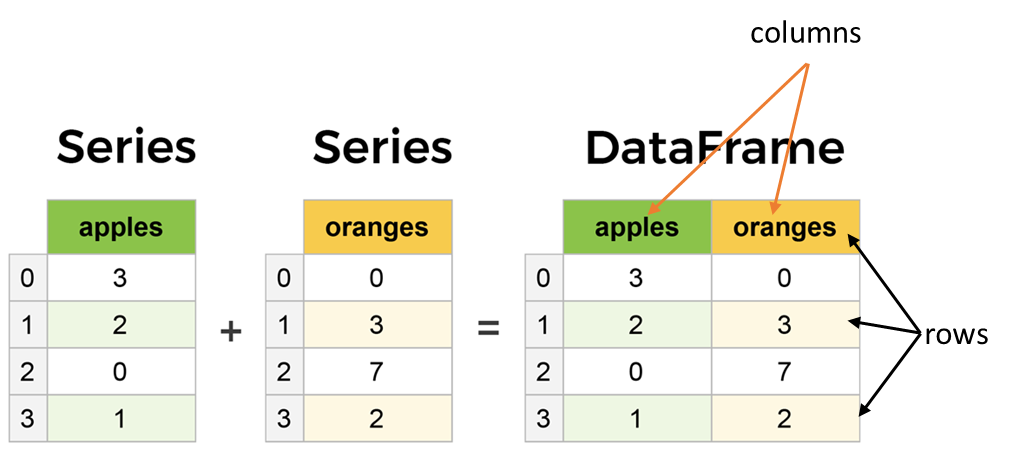 columns
Series Series DataFrame
apples oranges apples oranges
0 3 0 0 0 3 0
1 2 1 3 1 2 3
+ = rows
2 0 2 7 2 0 7
3 1 3 2 3 1 2